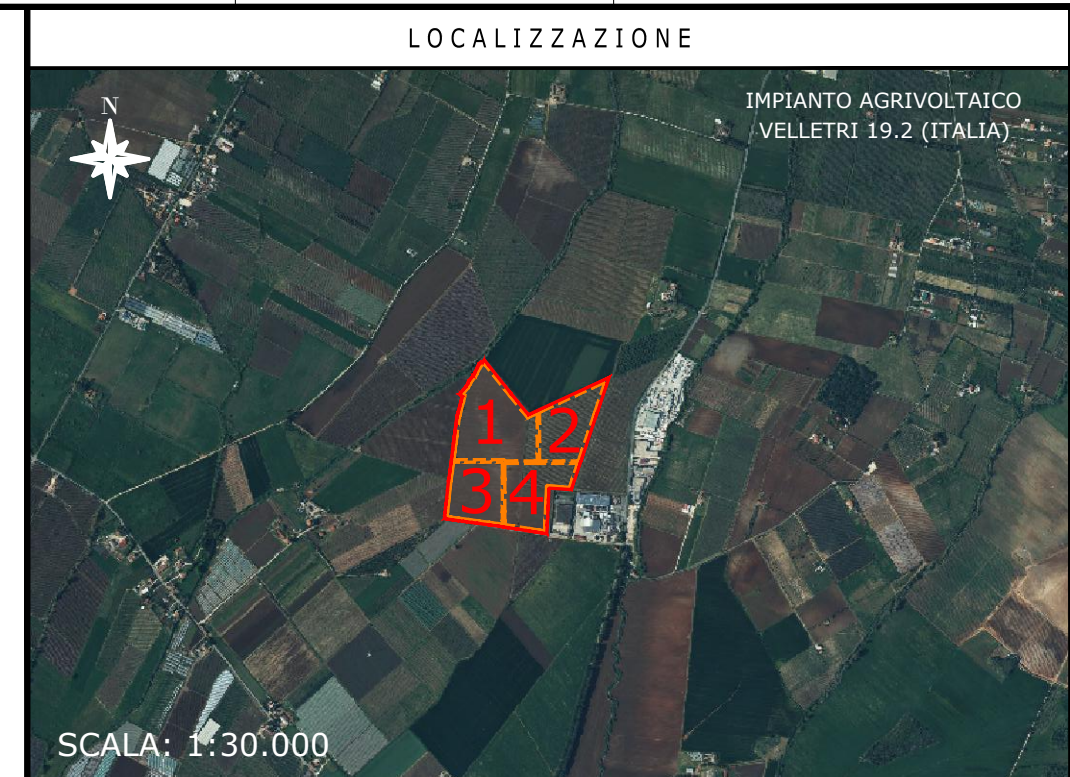 LOCALIZZAZIONE
N
IMPIANTO AGRIVOLTAICO
VELLETRI 19.2 (ITALIA)
1
2
3
4
SCALA: 1:30.000